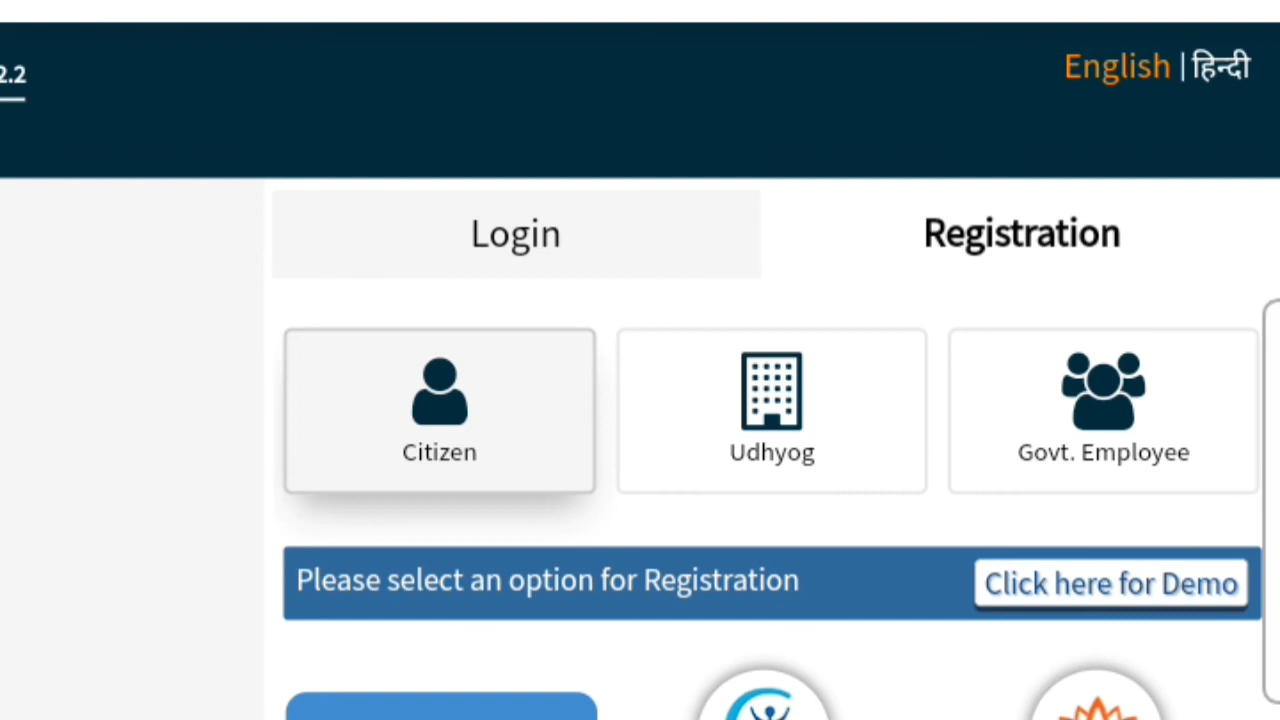 2.2
English | हिन्दी
Login
Registration
Citizen
Udhyog
Govt. Employee
Please select an option for Registration
Click here for Demo